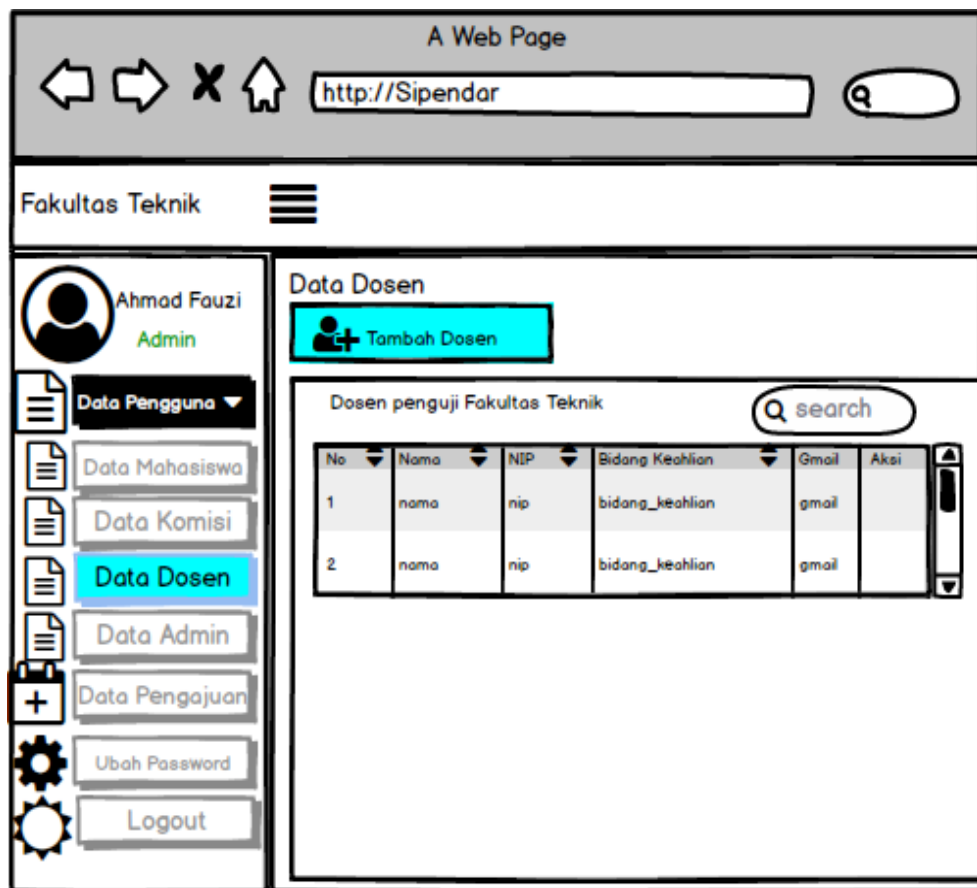 A Web Page
http://Sipendar
Fakultas Teknik
Ahmad Fauzi
Admin
Data Pengguna
Data Mahasiswa
Data Komisi
Data Dosen
Data Admin
Data Pengajuan
Ubah Password
Logout
Data Dosen
Tambah Dosen
Dosen penguji Fakultas Teknik
search
No Nama NIP Bidang Keahlian Gmail Aksi
1 nama nip bidang_keahlian gmail
2 nama nip bidang_keahlian gmail